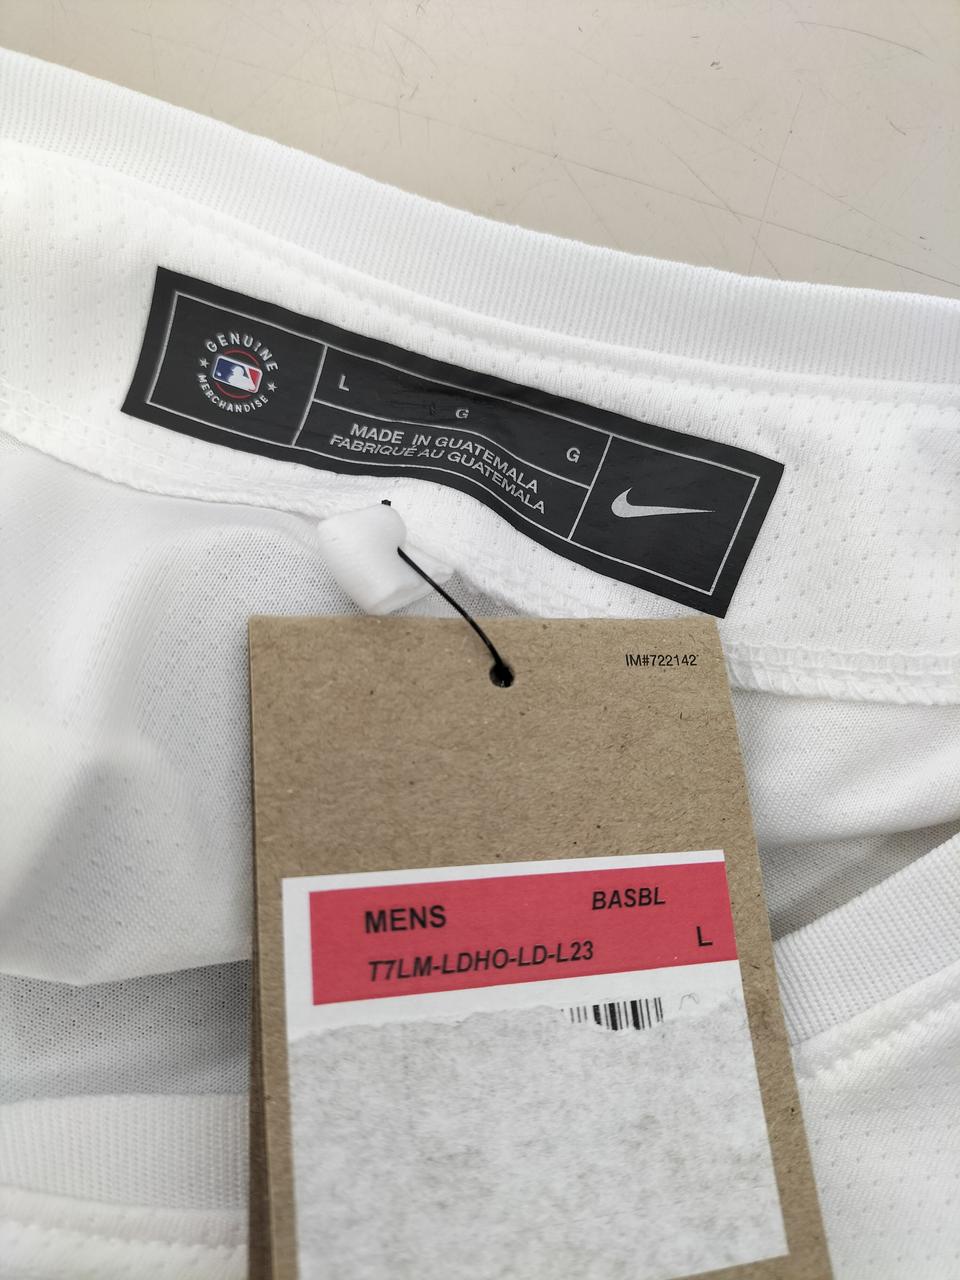 GENUINE
MERCHANDISE
L
G
G
MADE IN GUATEMALA
FABRIQUÉ AU GUATEMALA
IM#722142
MENS
BASBL
T7LM-LDHO-LD-L23
L